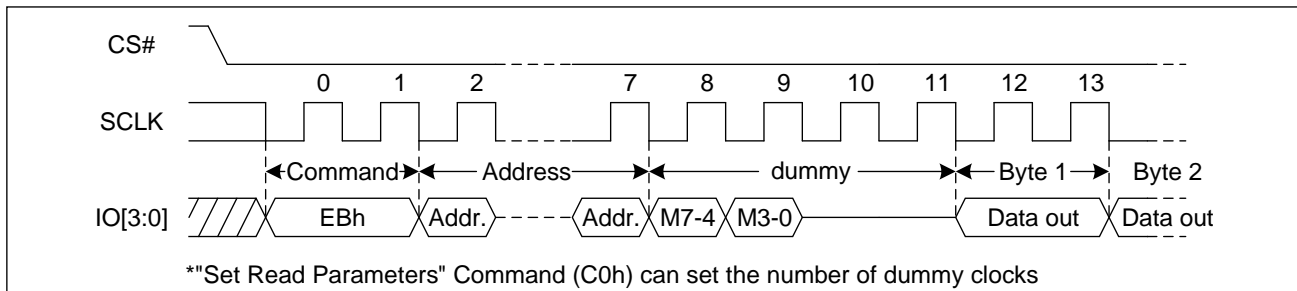 CS#
0 1 2 7 8 9 10 11 12 13
SCLK
Command Address dummy Byte 1 Byte 2
IO[3:0] EBh Addr. Addr. M7-4 M3-0 Data out Data out
*"Set Read Parameters" Command (C0h) can set the number of dummy clocks